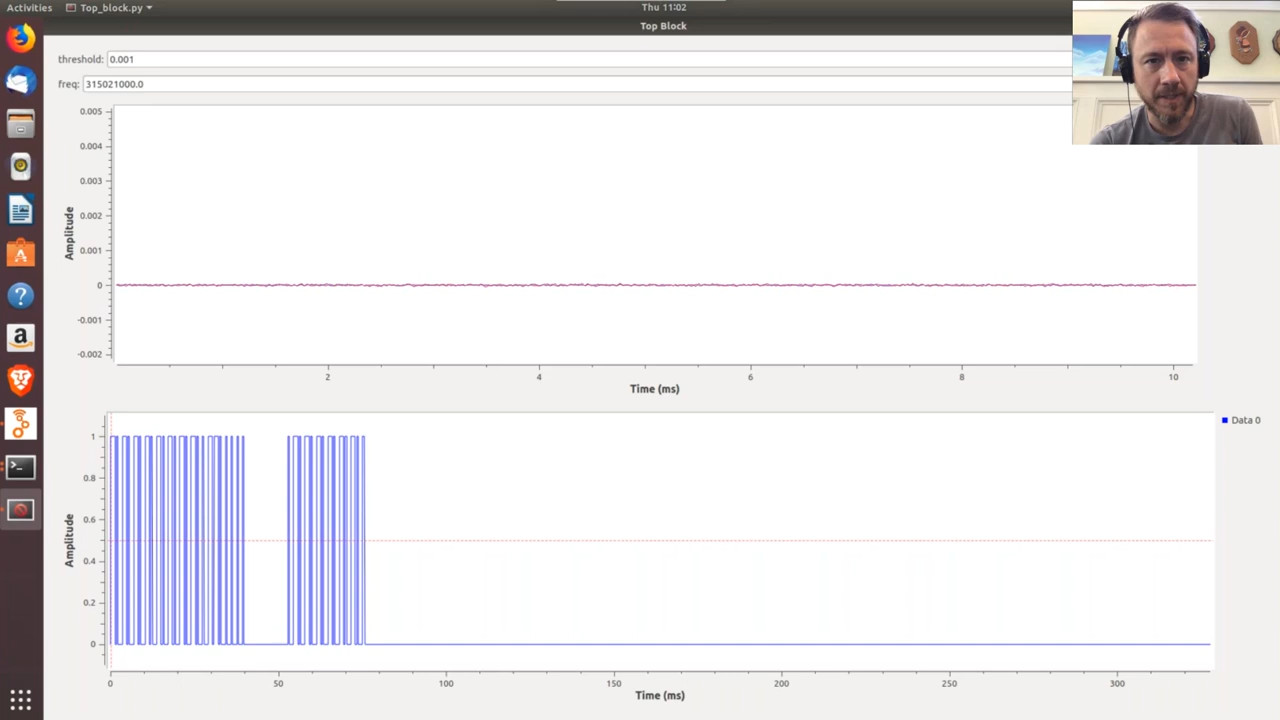 Activities Top_block.py Thu 11:02
Top Block
threshold: 0.001
freq: 315021000.0
0.005
0.004
0.003
0.002
0.001
0
-0.001
-0.002
Amplitude
2 4 6 8 10
Time (ms)
Data 0
1
0.8
0.6
0.4
0.2
0
Amplitude
0 50 100 150 200 250 300
Time (ms)